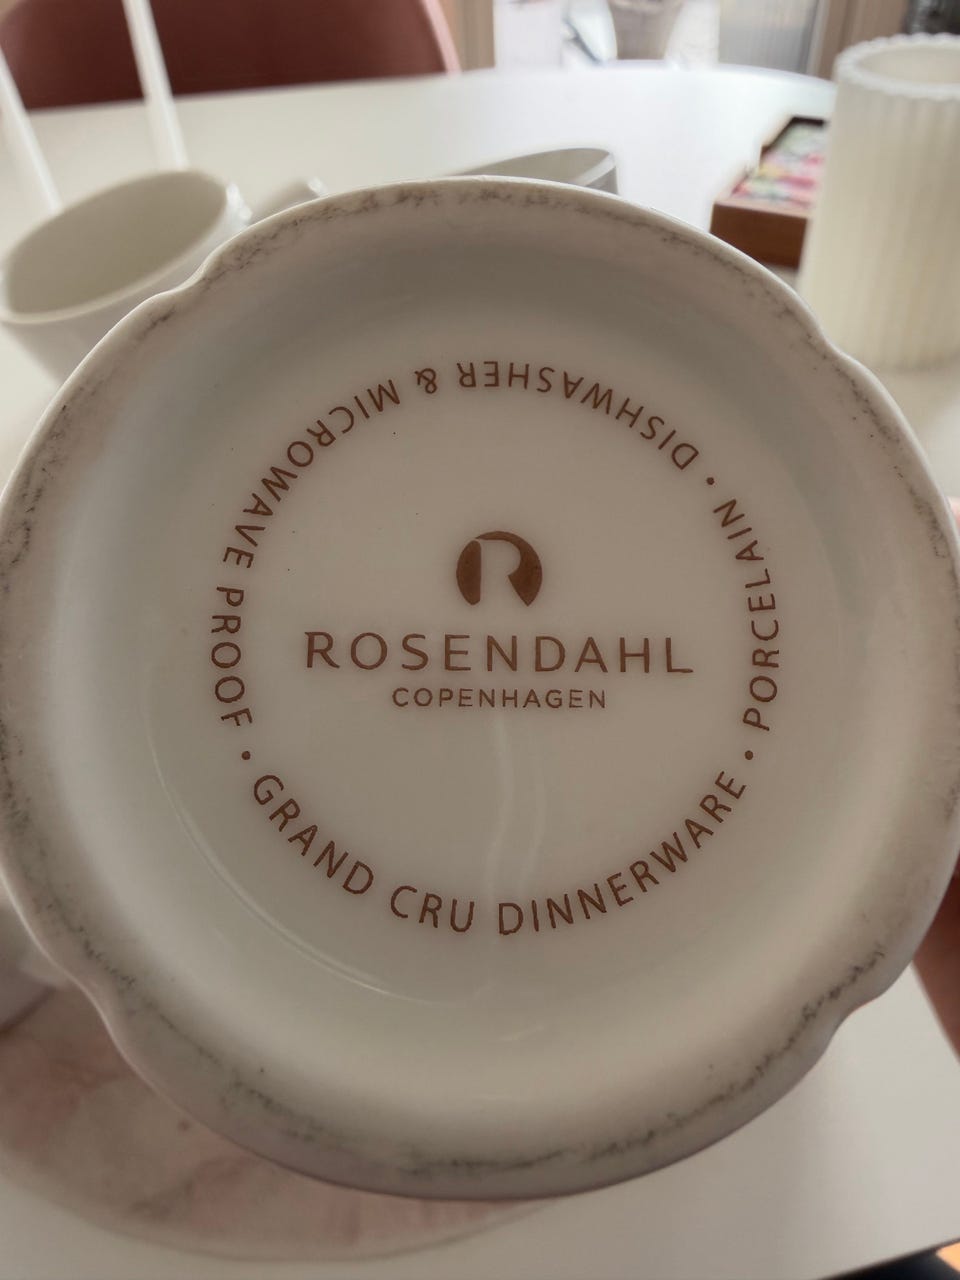 ROSENDAHL
COPENHAGEN
GRAND CRU DINNERWARE • PORCELAIN • DISHWASHER & MICROWAVE PROOF •